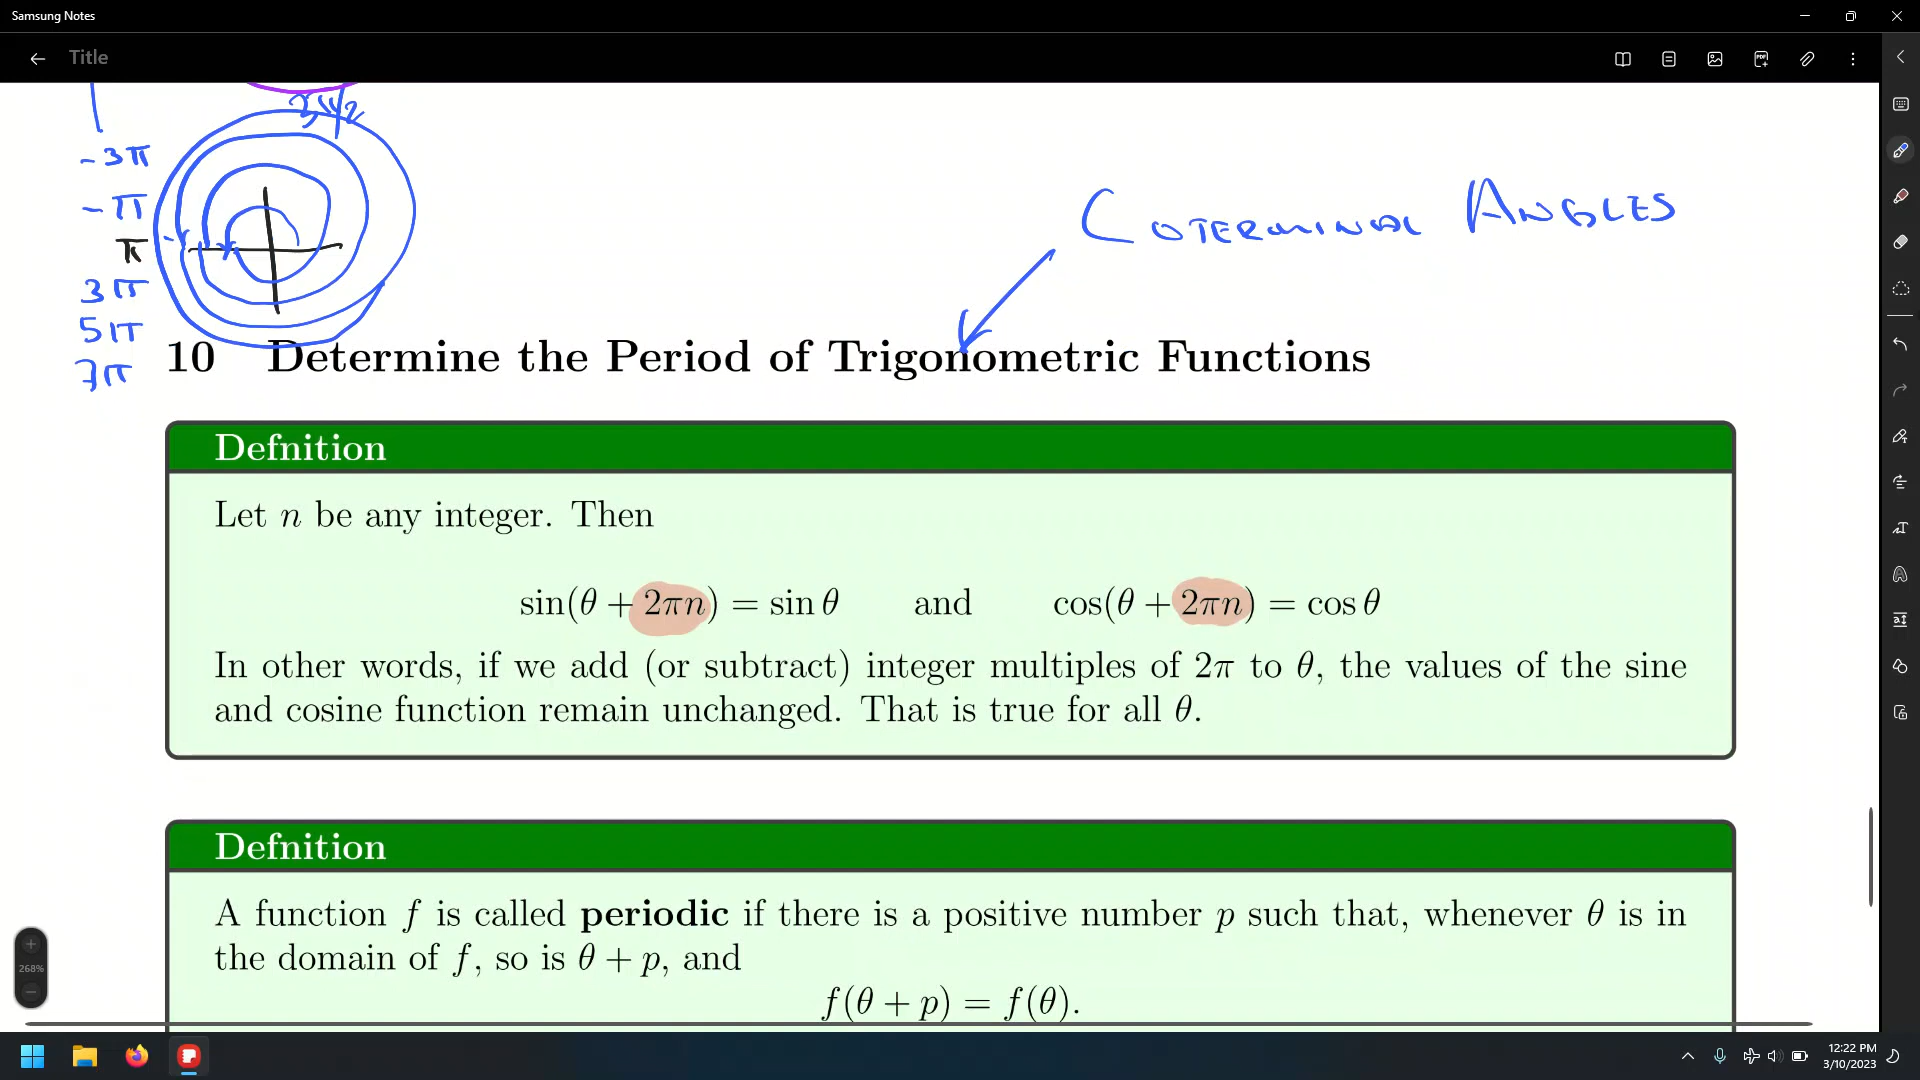 Samsung Notes
Title
-3π
-π
π
3π
5π
7π
COTERMINAL ANGLES
10 Determine the Period of Trigonometric Functions
Defnition
Let n be any integer. Then
sin(θ + 2πn) = sin θ and cos(θ + 2πn) = cos θ
In other words, if we add (or subtract) integer multiples of 2π to θ, the values of the sine
and cosine function remain unchanged. That is true for all θ.
Defnition
A function f is called periodic if there is a positive number p such that, whenever θ is in
the domain of f, so is θ + p, and
f(θ + p) = f(θ).
268%
12:22 PM
3/10/2023